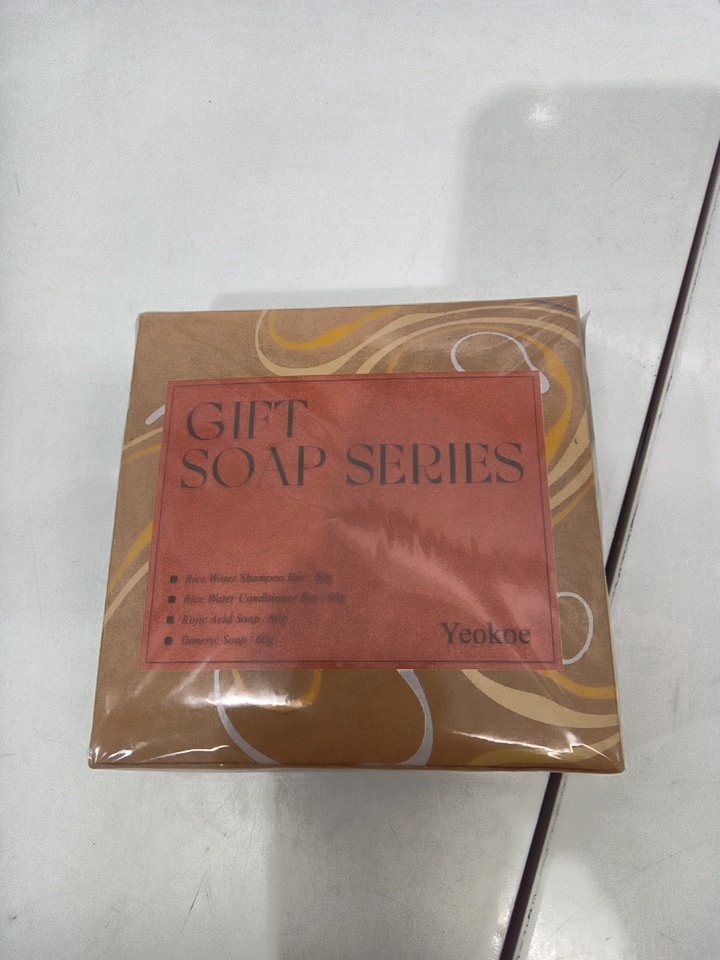 GIFT
SOAP SERIES
Rice Water Shampoo Bar / 60g
Rice Water Conditioner Bar / 60g
Kojic Avid Soap / 60g
Tumeric Soap / 60g
Yeokoe